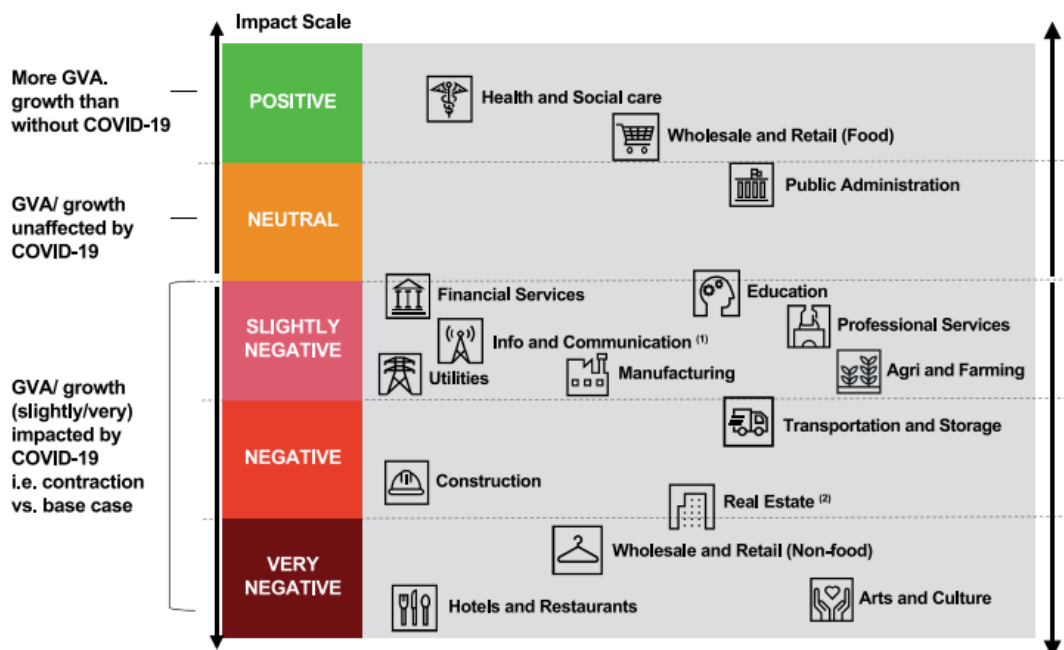 Impact Scale
More GVA.
growth than
without COVID-19
POSITIVE
Health and Social care
Wholesale and Retail (Food)
GVA/ growth
unaffected by
COVID-19
NEUTRAL
Public Administration
GVA/ growth
(slightly/very)
impacted by
COVID-19
i.e. contraction
vs. base case
SLIGHTLY
NEGATIVE
Financial Services
Education
Professional Services
Info and Communication (1)
Utilities
Manufacturing
Agri and Farming
NEGATIVE
Transportation and Storage
Construction
Real Estate (2)
VERY
NEGATIVE
Wholesale and Retail (Non-food)
Hotels and Restaurants
Arts and Culture